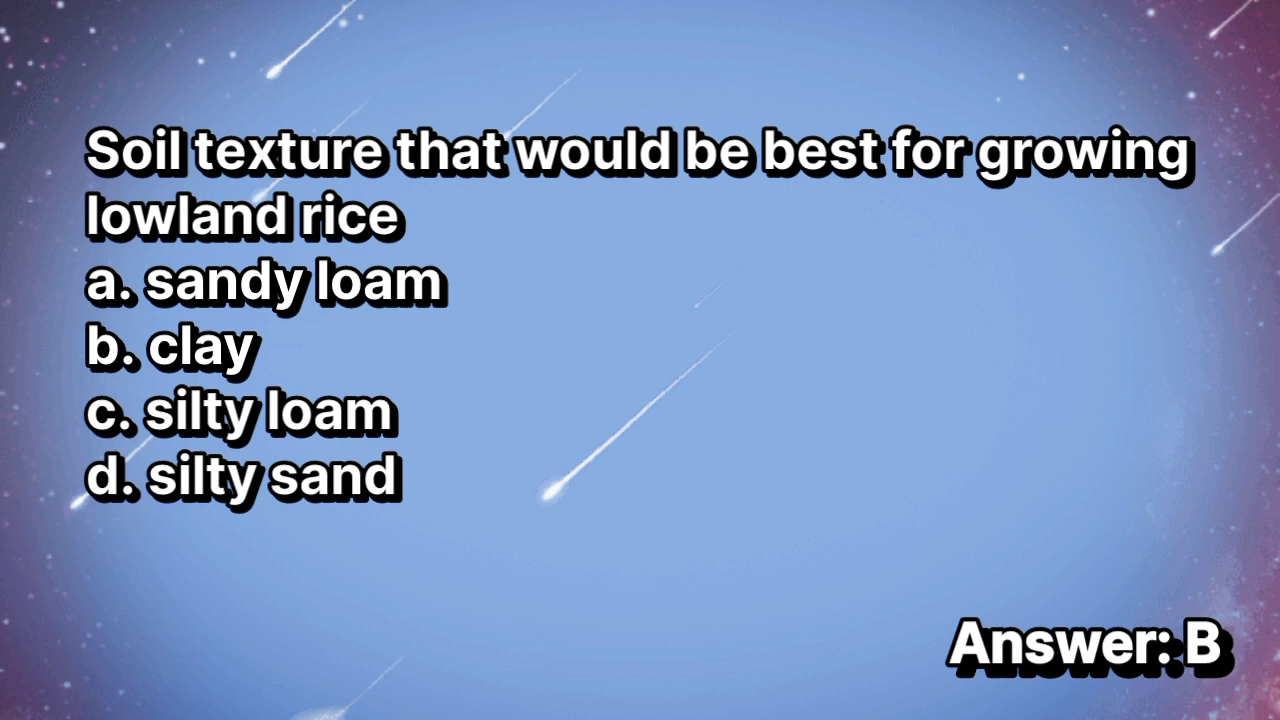 Soil texture that would be best for growing
lowland rice
a. sandy loam
b. clay
c. silty loam
d. silty sand
Answer: B